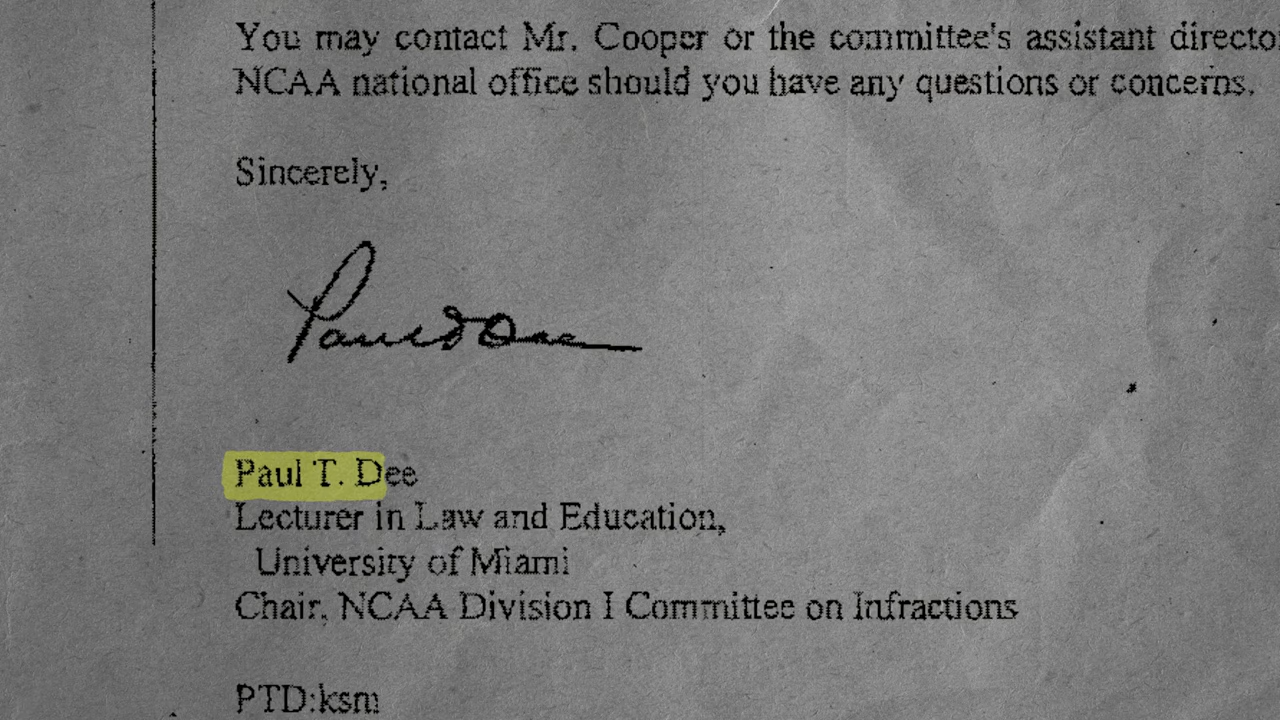 You may contact Mr. Cooper or the committee's assistant director
NCAA national office should you have any questions or concerns.
Sincerely,
Paul T Dee
Paul T. Dee
Lecturer in Law and Education,
University of Miami
Chair, NCAA Division I Committee on Infractions
PTD:ksm